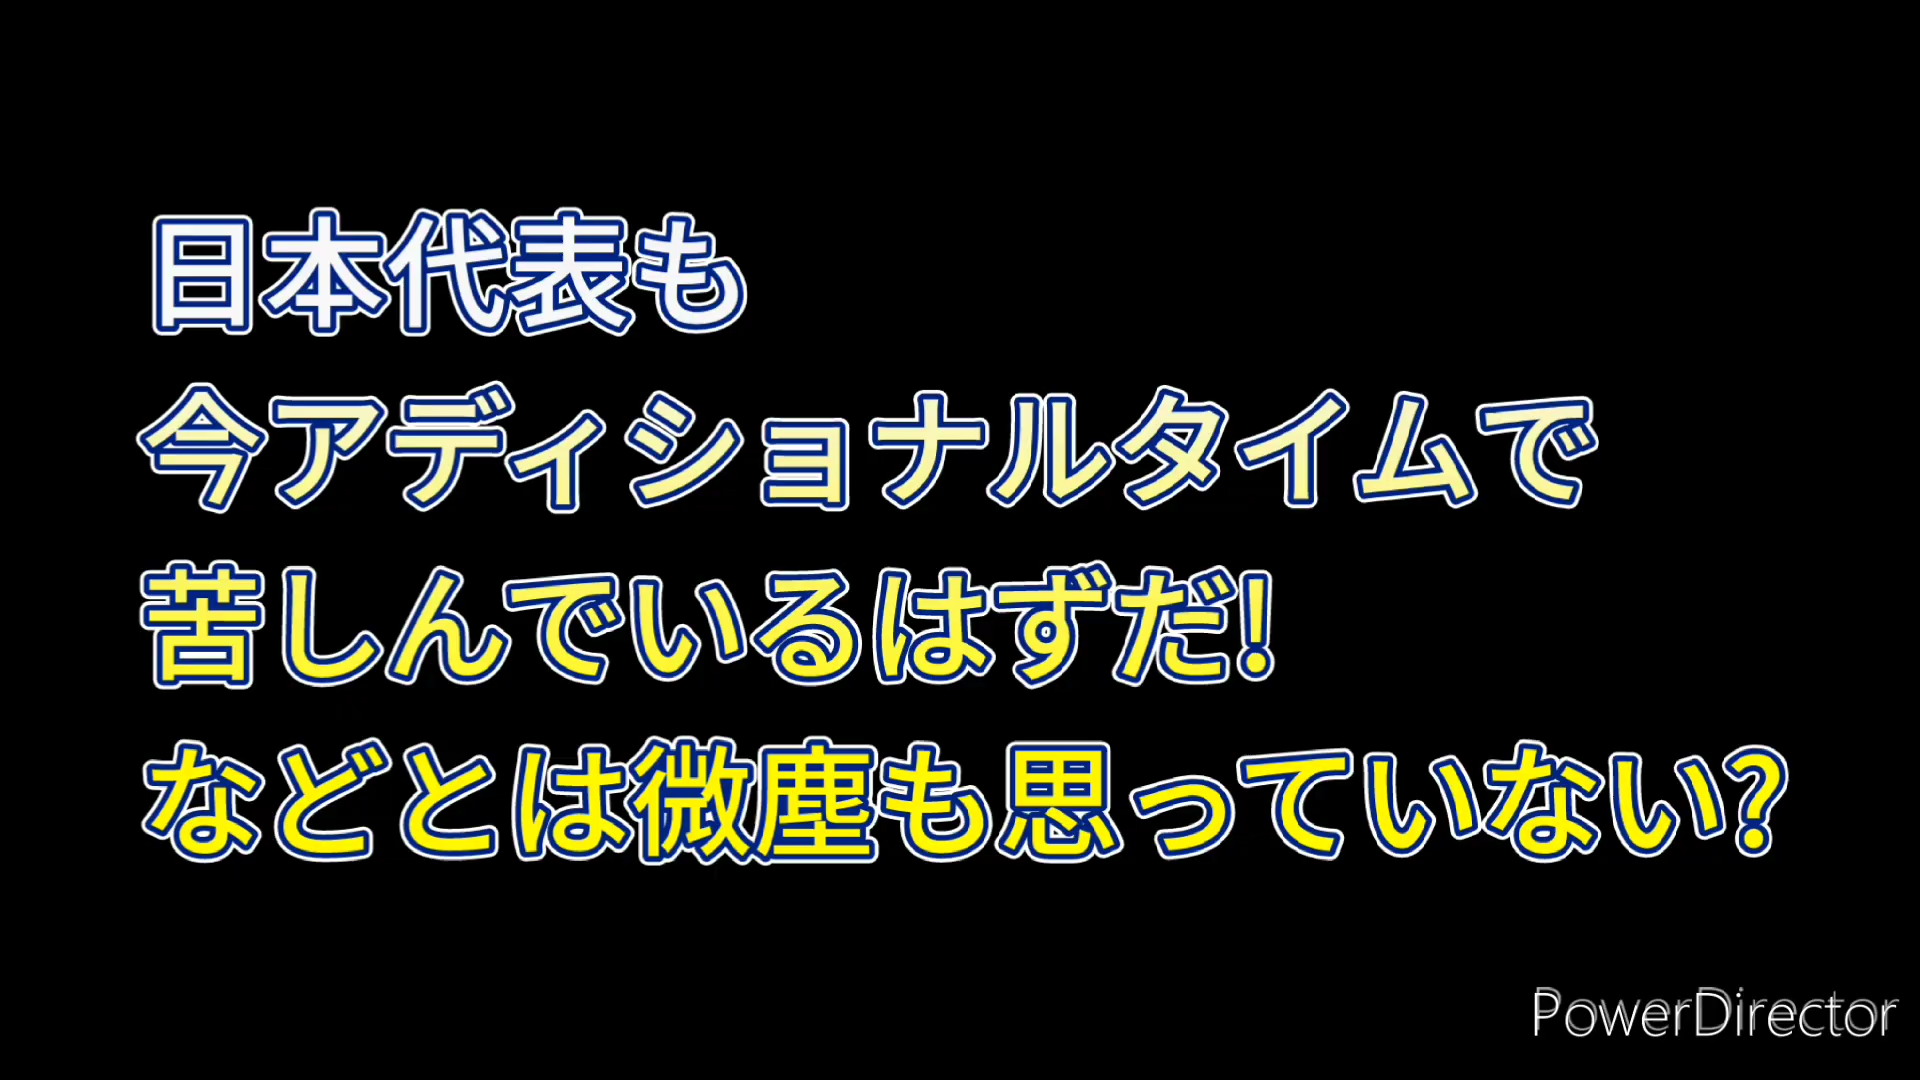 日本代表も
今アディショナルタイムで
苦しんでいるはずだ!
などとは微塵も思っていない?
PowerDirector